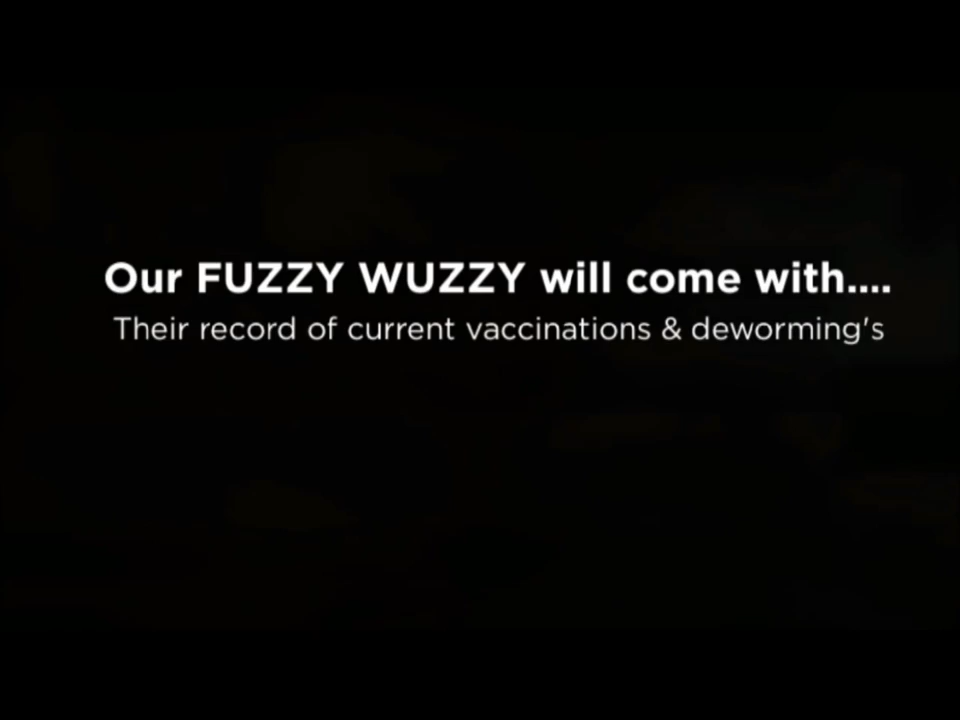 Our FUZZY WUZZY will come with....
Their record of current vaccinations & deworming's